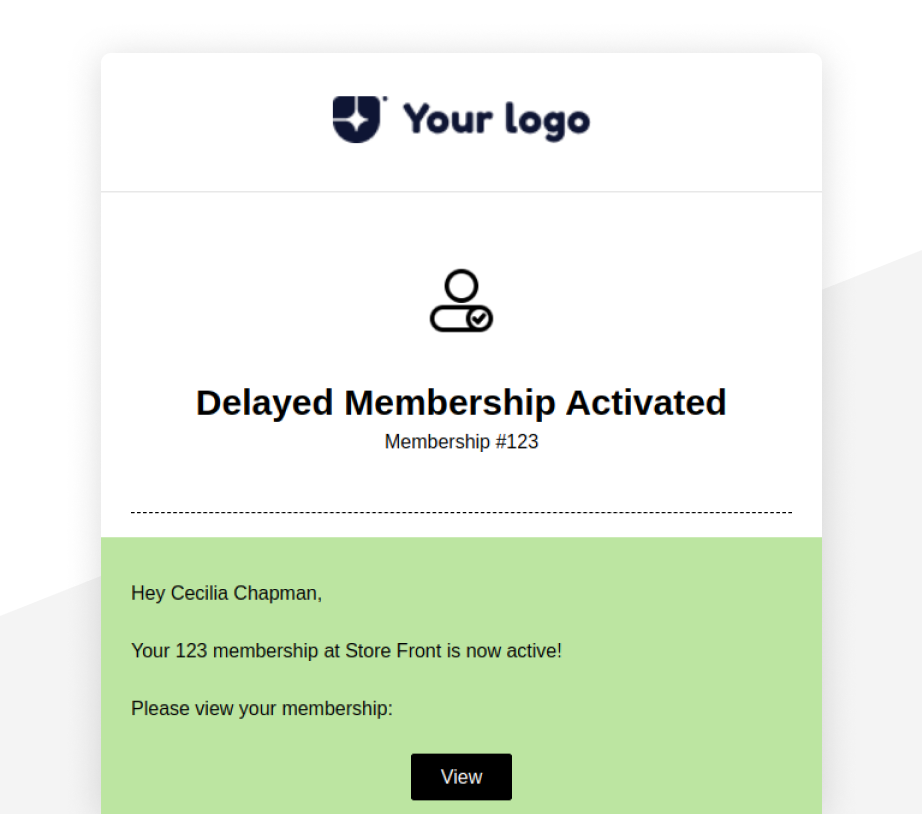 Your logo
Delayed Membership Activated
Membership #123
Hey Cecilia Chapman,
Your 123 membership at Store Front is now active!
Please view your membership:
View